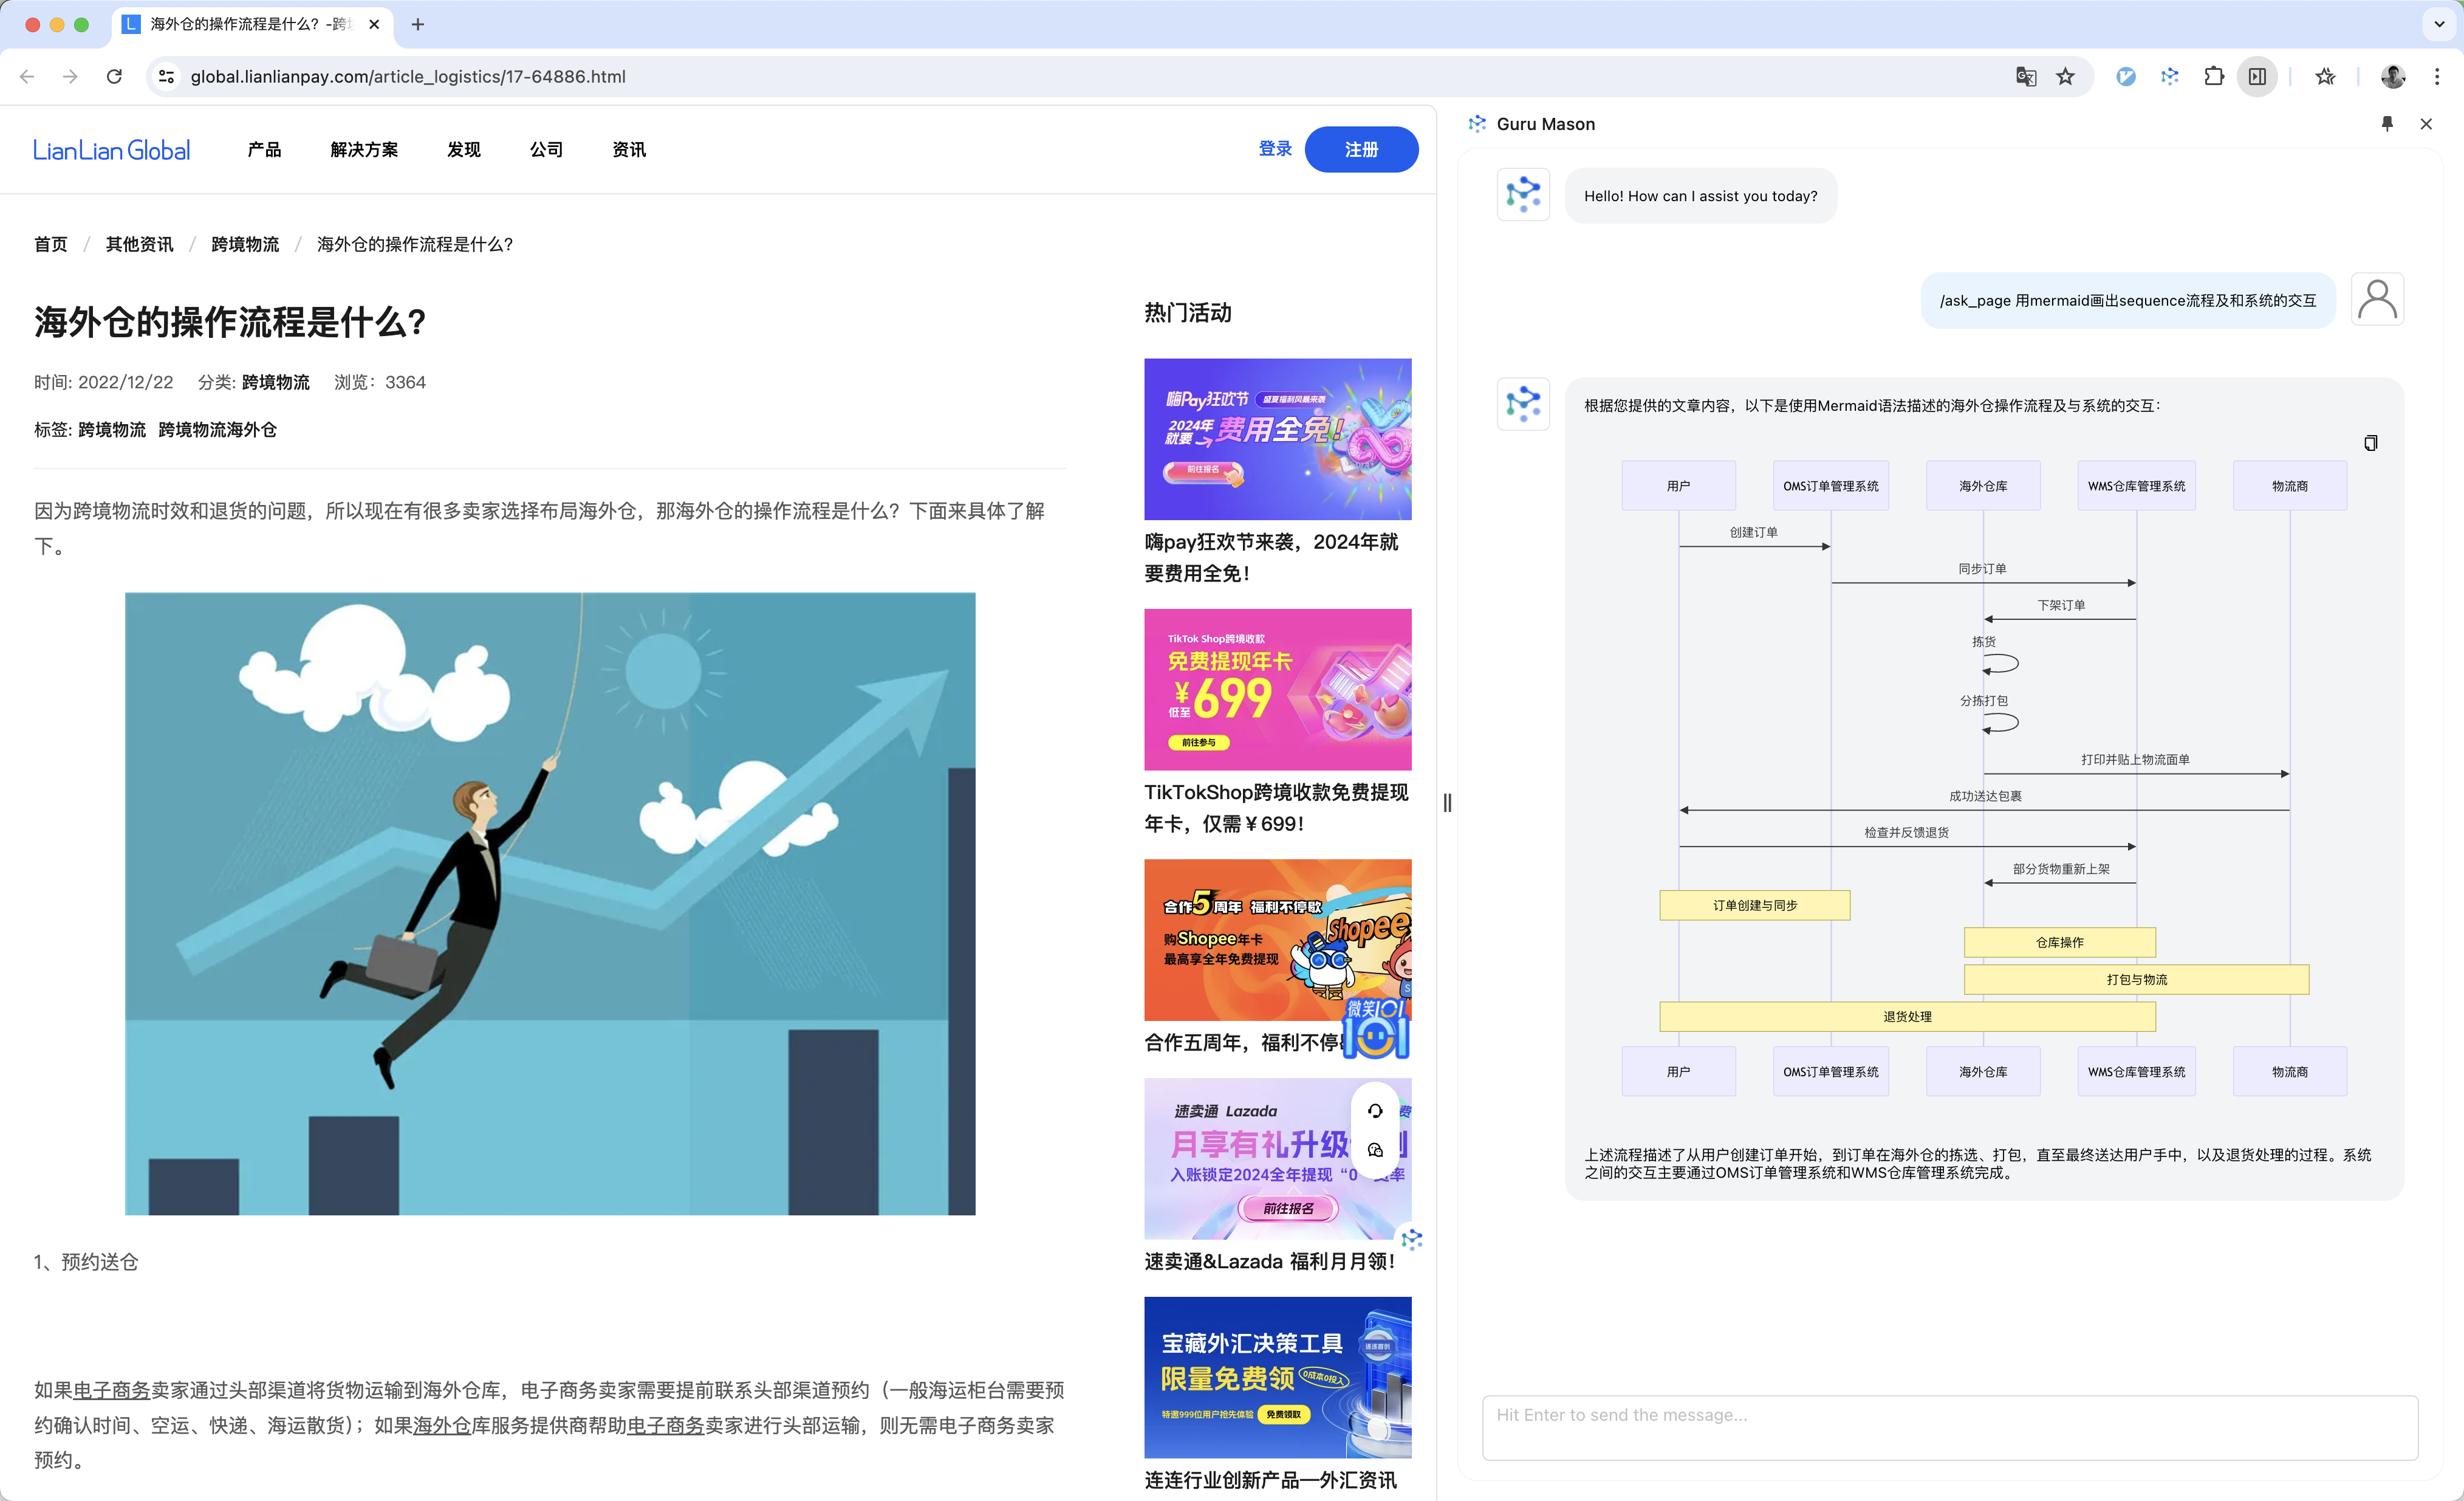 海外仓的操作流程是什么？-跨
global.lianlianpay.com/article_logistics/17-64886.html
LianLian Global
产品
解决方案
发现
公司
资讯
登录
注册
首页 / 其他资讯 / 跨境物流 / 海外仓的操作流程是什么？
海外仓的操作流程是什么？
时间: 2022/12/22 分类: 跨境物流 浏览：3364
标签: 跨境物流 跨境物流海外仓
因为跨境物流时效和退货的问题，所以现在有很多卖家选择布局海外仓，那海外仓的操作流程是什么？下面来具体了解
下。
1、预约送仓
如果电子商务卖家通过头部渠道将货物运输到海外仓库，电子商务卖家需要提前联系头部渠道预约（一般海运柜台需要预
约确认时间、空运、快递、海运散货）；如果海外仓库服务提供商帮助电子商务卖家进行头部运输，则无需电子商务卖家
预约。
热门活动
嗨Pay狂欢节 盛夏福利风暴来袭
2024年
就要 费用全免！
前往报名
嗨pay狂欢节来袭，2024年就
要费用全免！
TikTok Shop跨境收款
免费提现年卡
¥699
低至
前往参与
TikTokShop跨境收款免费提现
年卡，仅需￥699！
合作5周年 福利不停歇
购Shopee年卡
最高享全年免费提现
Shopee
微笑101
101
合作五周年，福利不停
速卖通 Lazada
费
月享有礼升级
入账锁定2024全年提现“0
率
前往报名
速卖通&Lazada 福利月月领！
宝藏外汇决策工具
限量免费领 0成本0投入
特邀999位用户抢先体验 免费领取
连连行业创新产品—外汇资讯
Guru Mason
Hello! How can I assist you today?
/ask_page 用mermaid画出sequence流程及和系统的交互
根据您提供的文章内容，以下是使用Mermaid语法描述的海外仓操作流程及与系统的交互：
用户
OMS订单管理系统
海外仓库
WMS仓库管理系统
物流商
创建订单
同步订单
下架订单
拣货
分拣打包
打印并贴上物流面单
成功送达包裹
检查并反馈退货
部分货物重新上架
订单创建与同步
仓库操作
打包与物流
退货处理
用户
OMS订单管理系统
海外仓库
WMS仓库管理系统
物流商
上述流程描述了从用户创建订单开始，到订单在海外仓的拣选、打包，直至最终送达用户手中，以及退货处理的过程。系统
之间的交互主要通过OMS订单管理系统和WMS仓库管理系统完成。
Hit Enter to send the message...